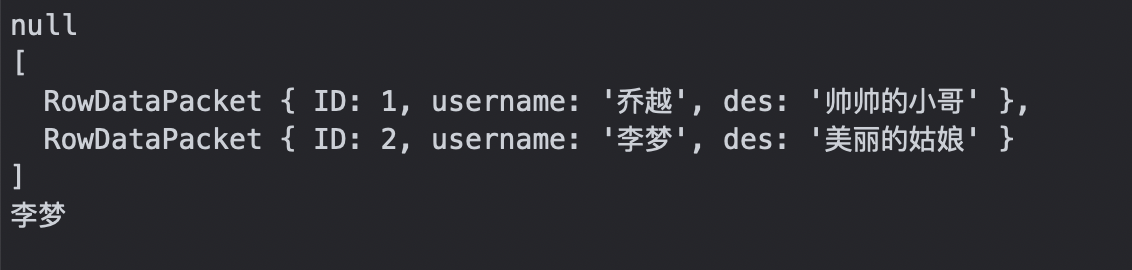 null
[
  RowDataPacket { ID: 1, username: '乔越', des: '帅帅的小哥' },
  RowDataPacket { ID: 2, username: '李梦', des: '美丽的姑娘' }
]
李梦